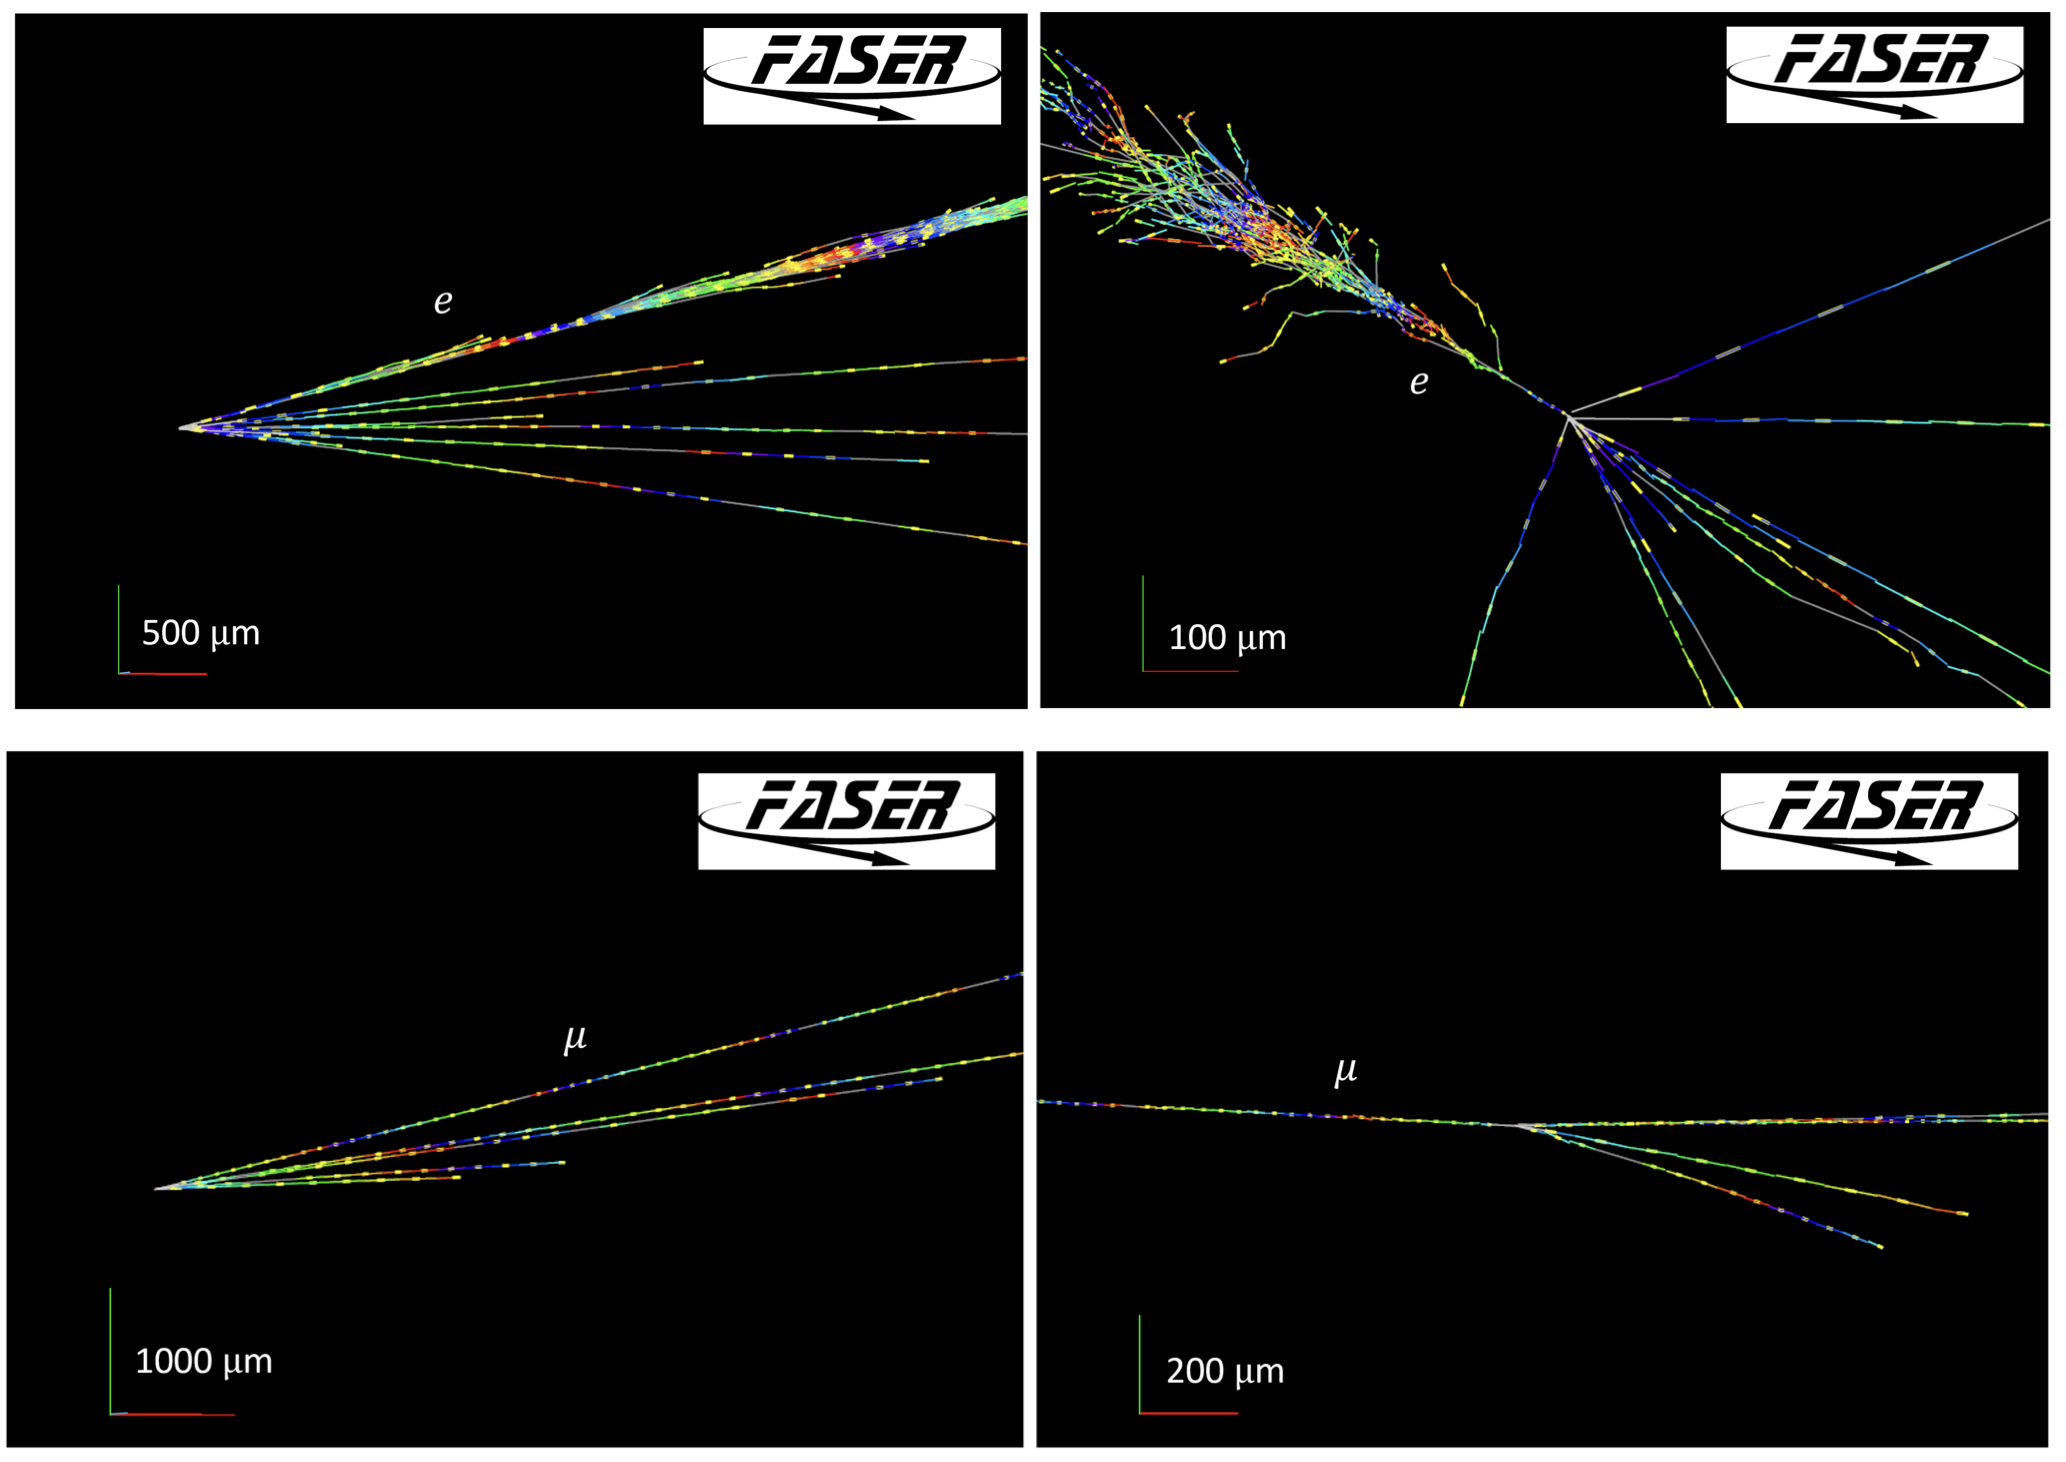 FASER
e
500 μm
FASER
e
100 μm
FASER
μ
1000 μm
FASER
μ
200 μm